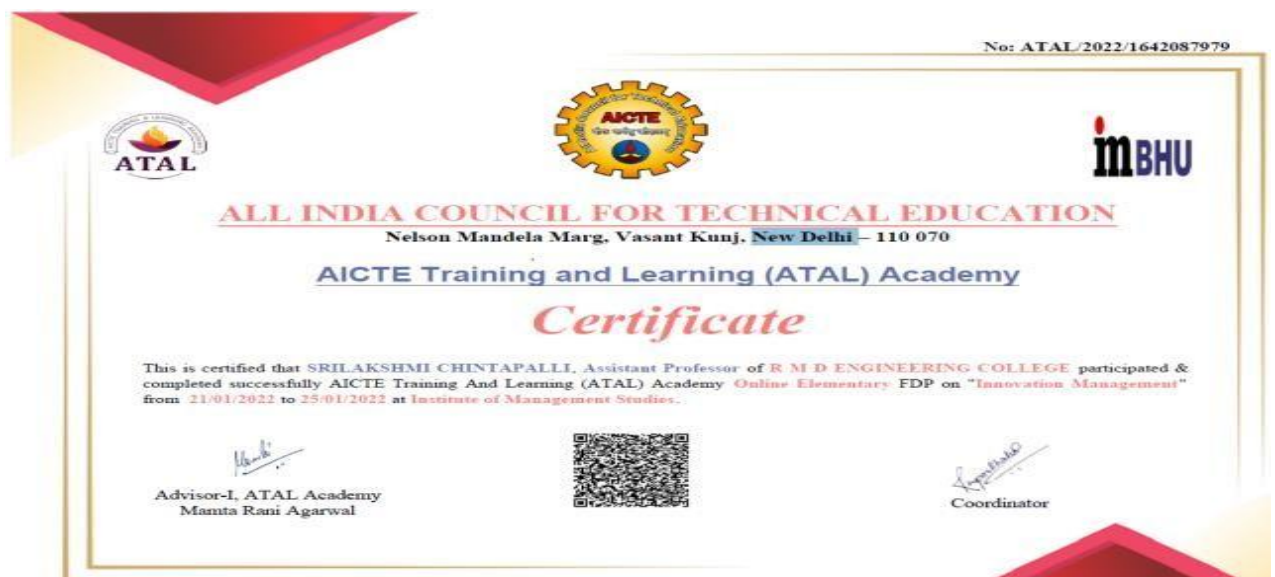 No: ATAL/2022/1642087979
ATAL
AICTE
imBHU
ALL INDIA COUNCIL FOR TECHNICAL EDUCATION
Nelson Mandela Marg, Vasant Kunj, New Delhi – 110 070
AICTE Training and Learning (ATAL) Academy
Certificate
This is certified that SRILAKSHMI CHINTAPALLI, Assistant Professor of R M D ENGINEERING COLLEGE participated &
completed successfully AICTE Training And Learning (ATAL) Academy Online Elementary FDP on "Innovation Management"
from 21/01/2022 to 25/01/2022 at Institute of Management Studies.
Advisor-I, ATAL Academy
Mamta Rani Agarwal
Coordinator